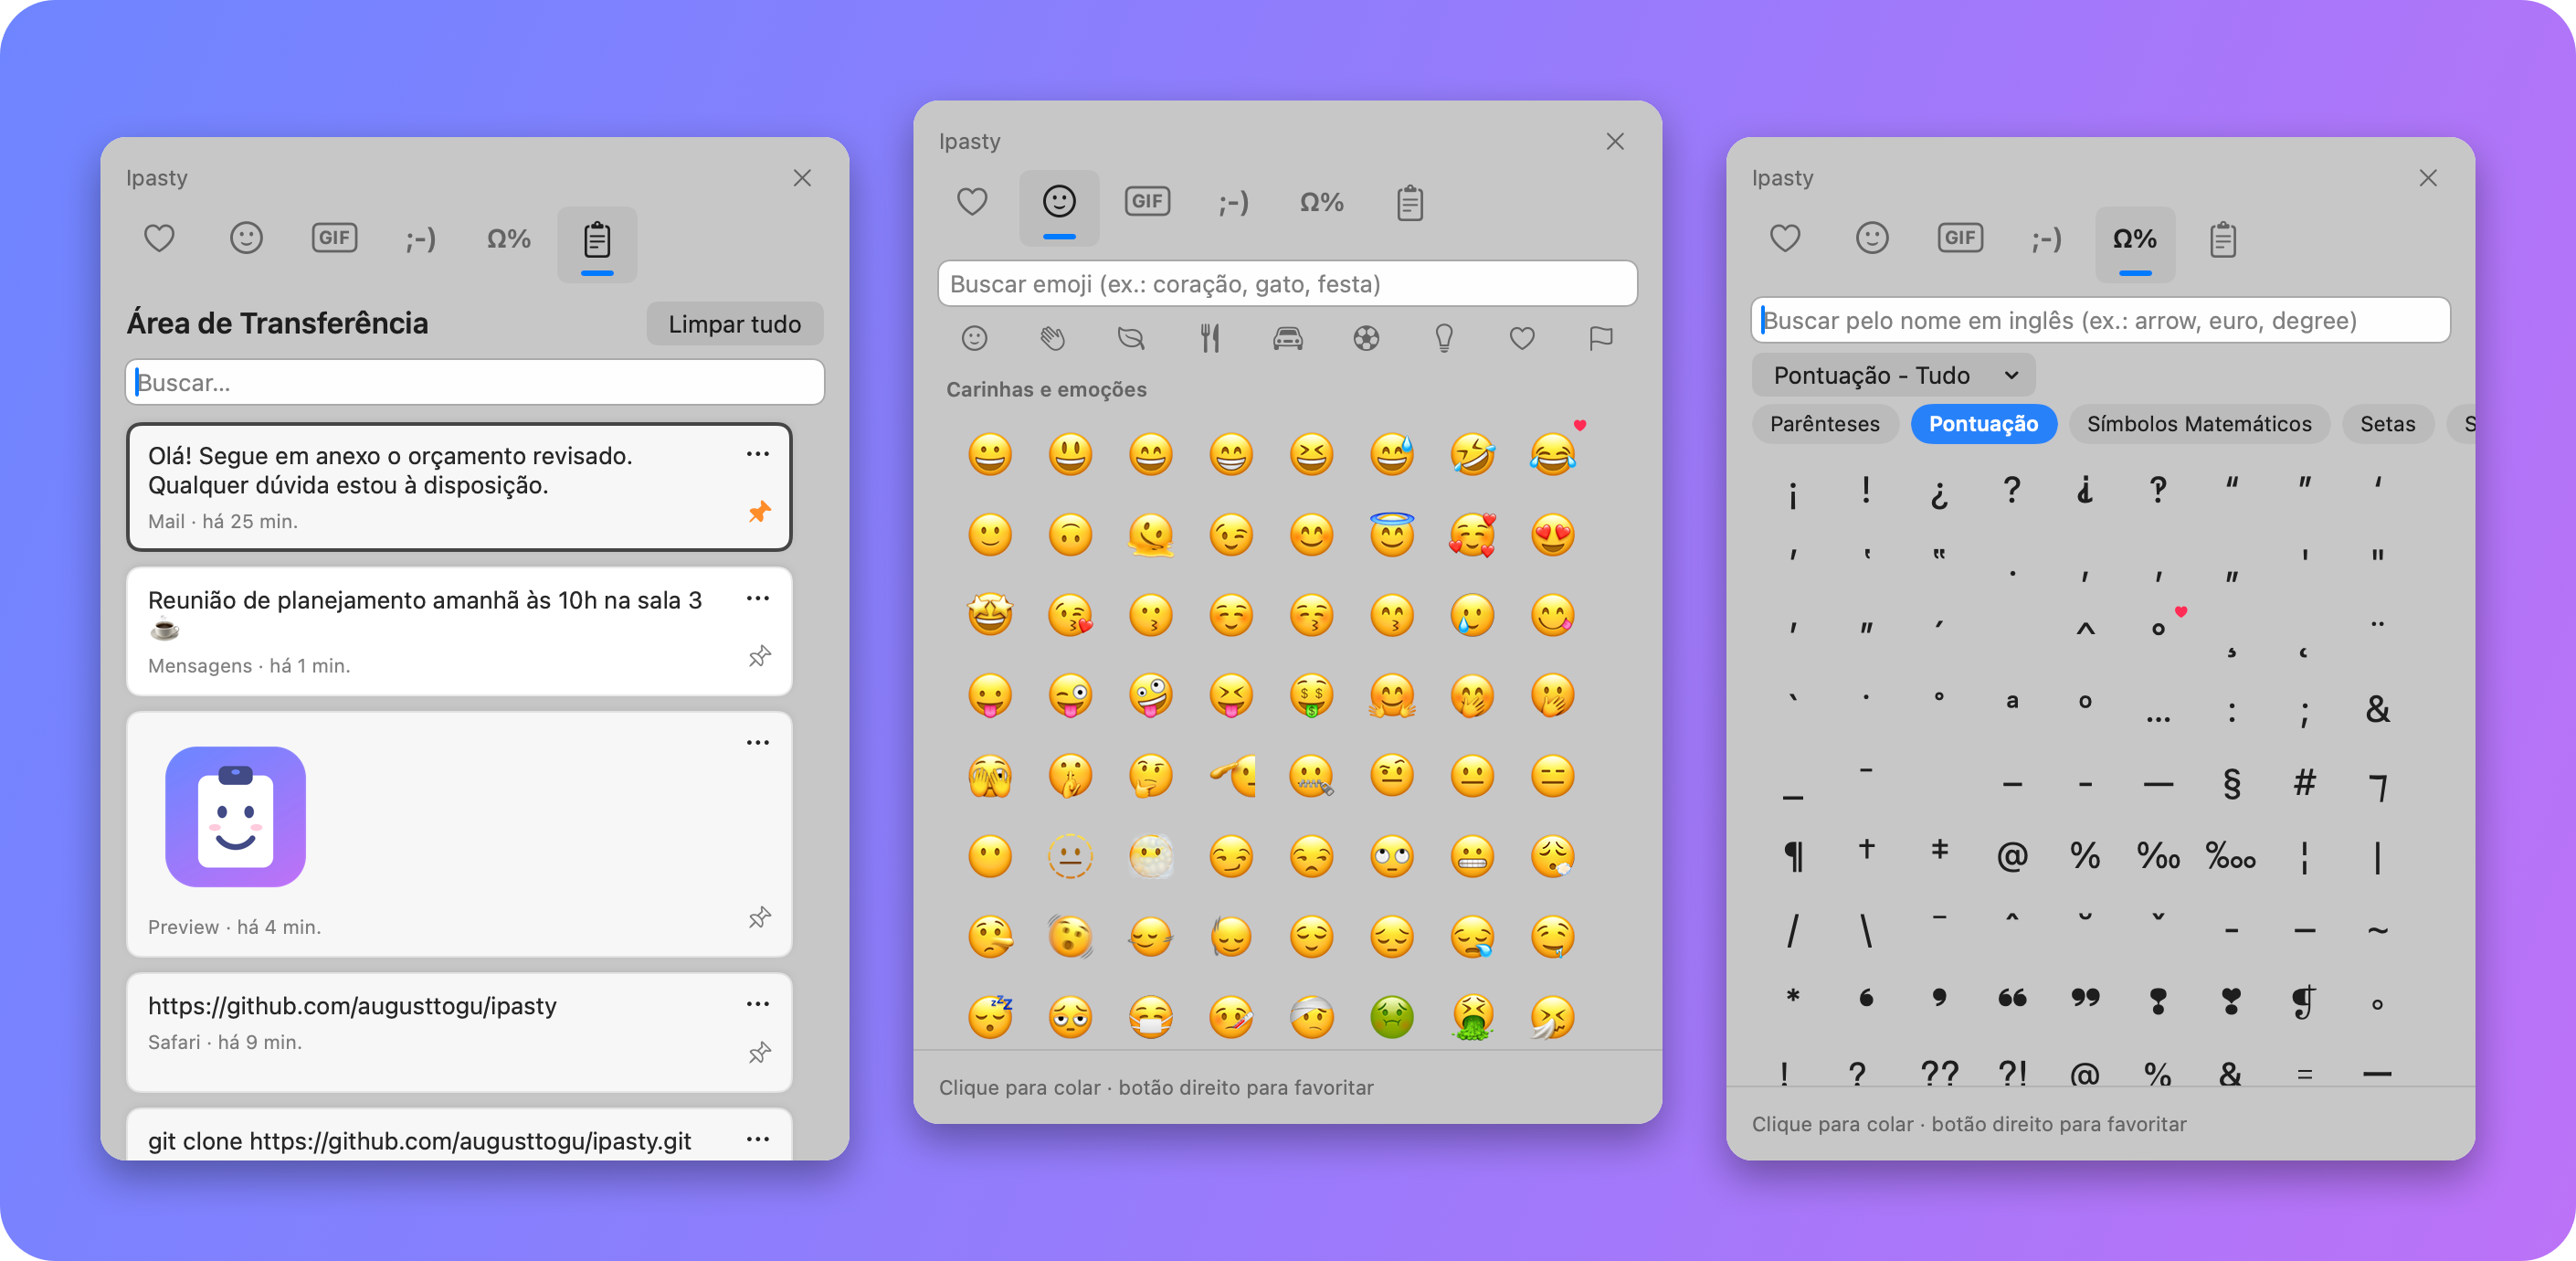 Ipasty
GIF
;-)
Ω%
Área de Transferência
Limpar tudo
Buscar...
Olá! Segue em anexo o orçamento revisado.
Qualquer dúvida estou à disposição.
Mail · há 25 min.
Reunião de planejamento amanhã às 10h na sala 3
☕
Mensagens · há 1 min.
Preview · há 4 min.
https://github.com/augusttogu/ipasty
Safari · há 9 min.
git clone https://github.com/augusttogu/ipasty.git
Ipasty
GIF
;-)
Ω%
Buscar emoji (ex.: coração, gato, festa)
Carinhas e emoções
Clique para colar · botão direito para favoritar
Ipasty
GIF
;-)
Ω%
Buscar pelo nome em inglês (ex.: arrow, euro, degree)
Pontuação - Tudo
Parênteses
Pontuação
Símbolos Matemáticos
Setas
¡ ! ¿ ? ⸘ ‽ “ ” ‘
’ ‛ ‟ . , ‚ „ ' "
′ ″ ´ ^ ° ¸ ˛ ¨
` ˙ ˚ ª º … : ; &
_ ¯ – - — § # ⁊
¶ † ‡ @ % ‰ ‱ ¦ |
/ \ ˉ ˆ ˘ ˇ - – ~
* ❛ ❜ ❝ ❞ ❢ ❣ ❡ 。
! ? ⁇ ⁈ @ % & = —
Clique para colar · botão direito para favoritar